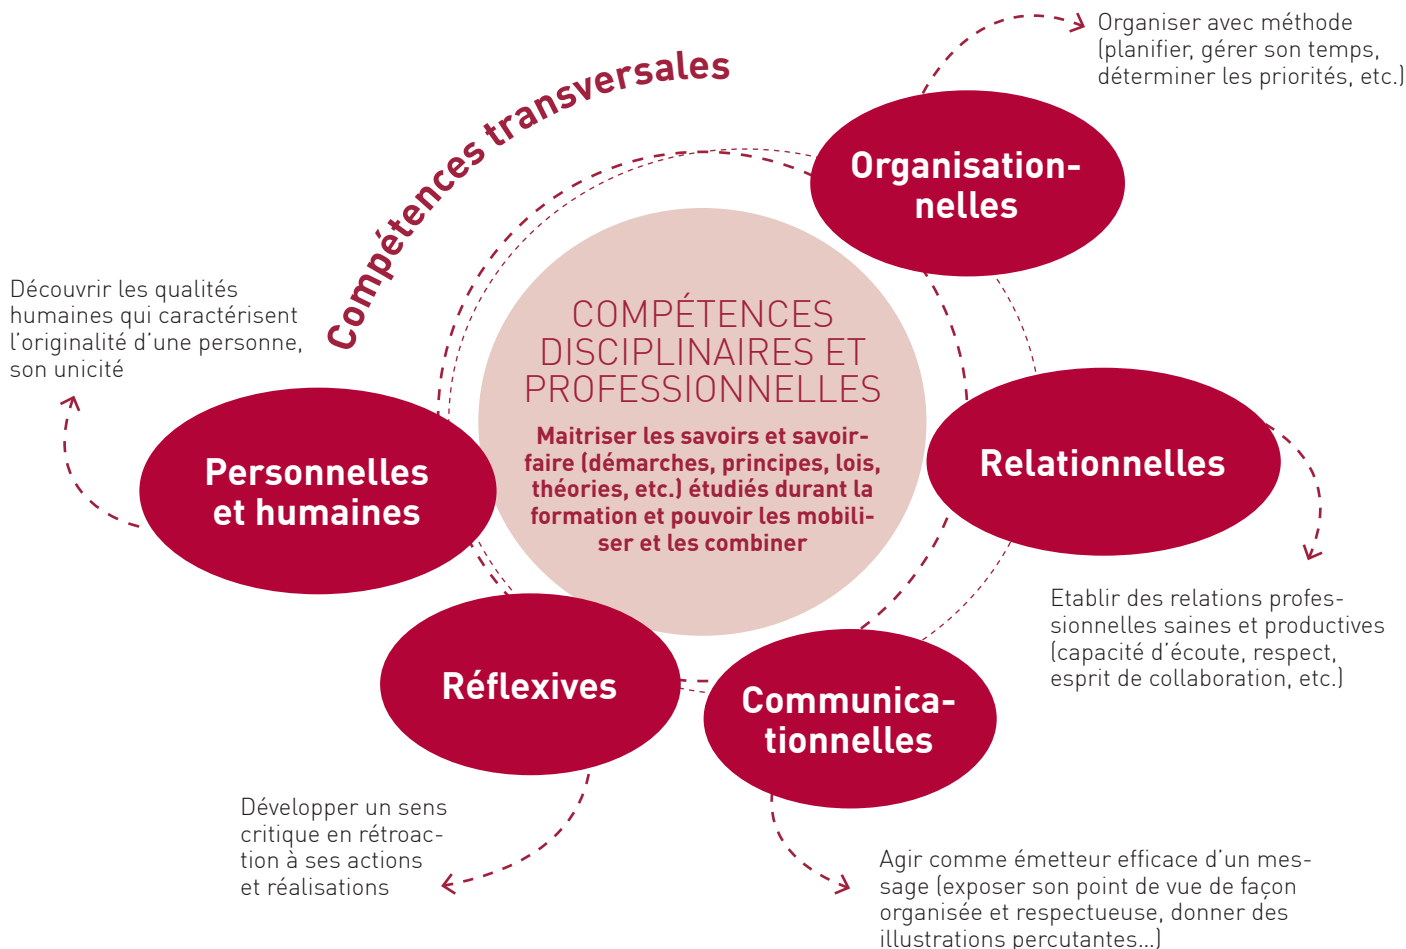 Compétences transversales
Organiser avec méthode
(planifier, gérer son temps,
déterminer les priorités, etc.)
Organisation-
nelles
Découvrir les qualités
humaines qui caractérisent
l’originalité d’une personne,
son unicité
COMPÉTENCES
DISCIPLINAIRES ET
PROFESSIONNELLES
Maitriser les savoirs et savoir-
faire (démarches, principes, lois,
théories, etc.) étudiés durant la
formation et pouvoir les mobili-
ser et les combiner
Personnelles
et humaines
Relationnelles
Etablir des relations profes-
sionnelles saines et productives
(capacité d’écoute, respect,
esprit de collaboration, etc.)
Réflexives
Communica-
tionnelles
Développer un sens
critique en rétroac-
tion à ses actions
et réalisations
Agir comme émetteur efficace d’un mes-
sage (exposer son point de vue de façon
organisée et respectueuse, donner des
illustrations percutantes...)